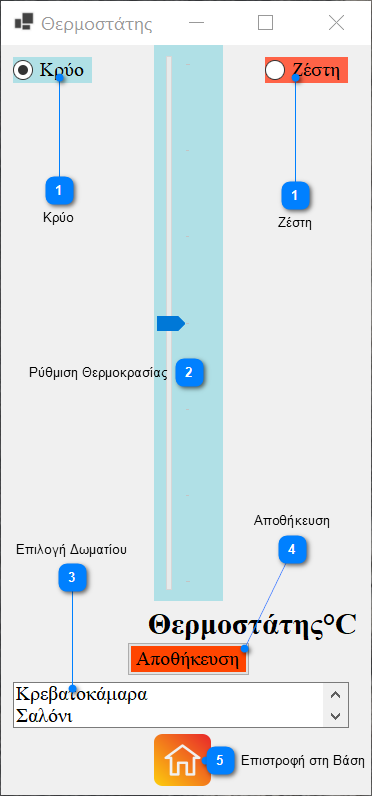 Θερμοστάτης
Κρύο
Ζέστη
1
1
Κρύο
Ζέστη
Ρύθμιση Θερμοκρασίας
2
Αποθήκευση
Επιλογή Δωματίου
4
3
Θερμοστάτης°C
Αποθήκευση
Κρεβατοκάμαρα
Σαλόνι
5
Επιστροφή στη Βάση